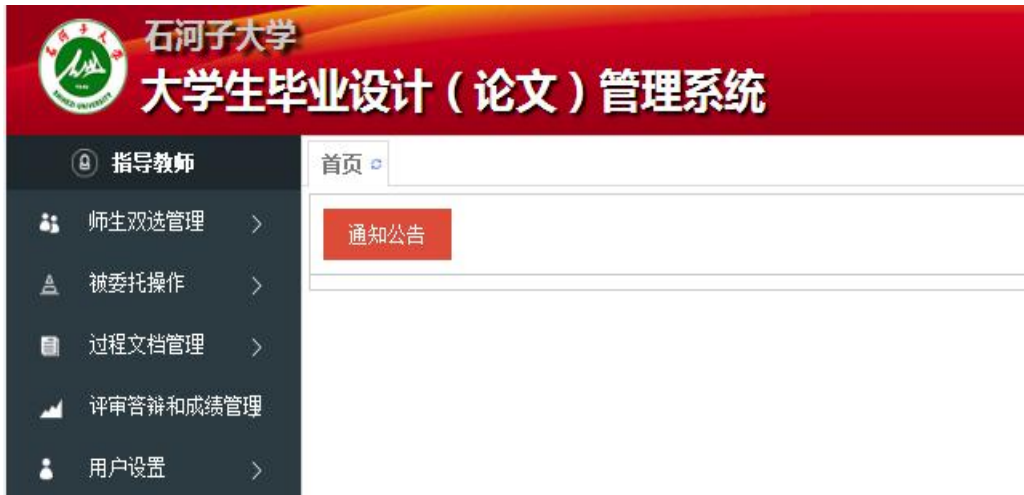 石河子大学
大学生毕业设计（论文）管理系统
指导教师
首页
师生双选管理
通知公告
被委托操作
过程文档管理
评审答辩和成绩管理
用户设置